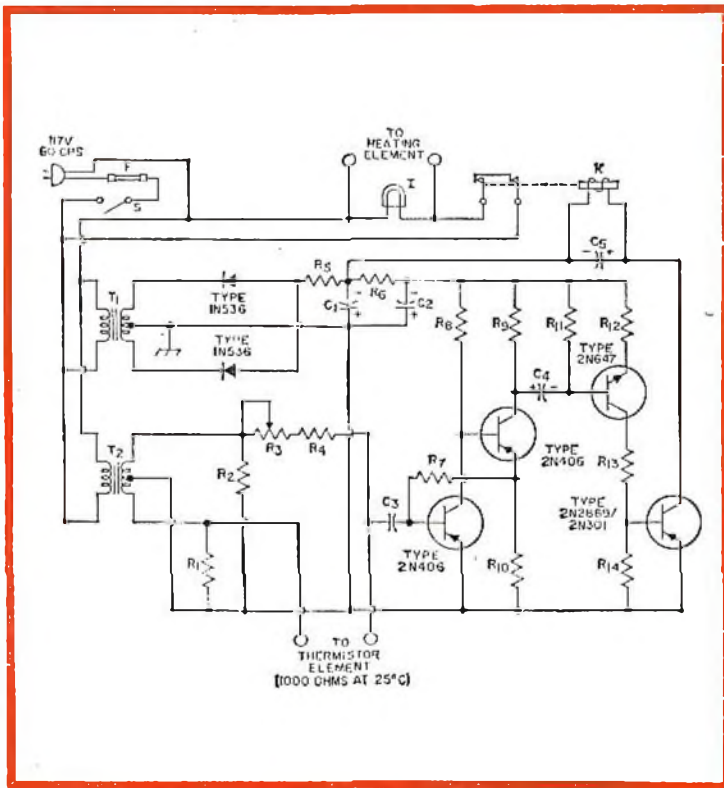 117V
60 CPS
F
S
TO
HEATING
ELEMENT
I
K
C5
- +
T1
TYPE
1N536
TYPE
1N536
R5
R6
C1
-
+
C2
-
+
R8
R9
R11
R12
TYPE
2N647
C4
+ -
T2
R3
R4
R2
R1
R7
C3
TYPE
2N406
TYPE
2N406
R10
R13
TYPE
2N2869/
2N301
R14
TO
THERMISTOR
ELEMENT
(1000 OHMS AT 25°C)